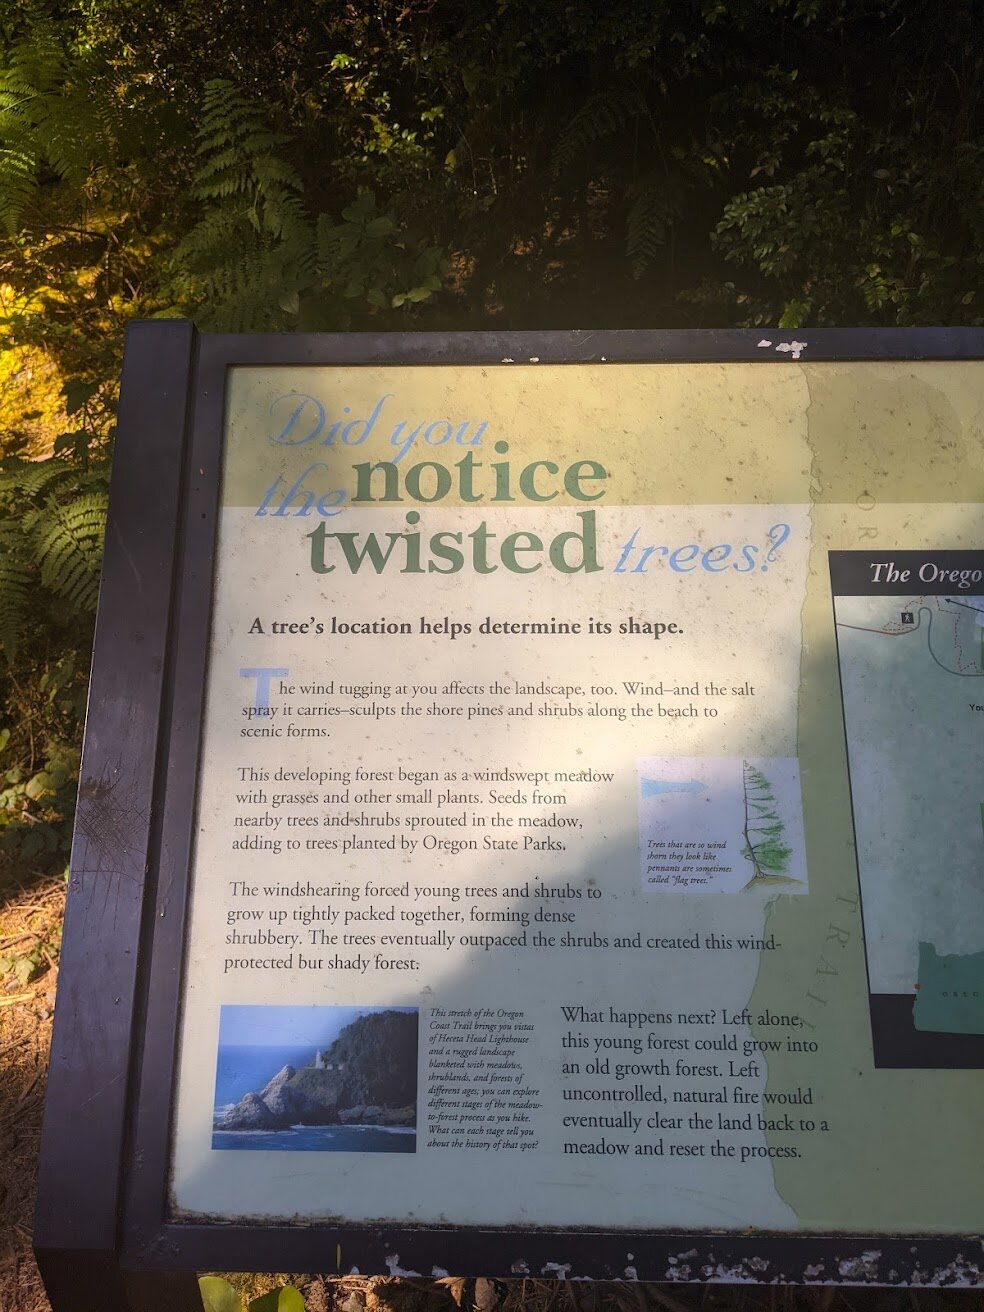 Did you
the notice
twisted trees?
A tree's location helps determine its shape.
The wind tugging at you affects the landscape, too. Wind–and the salt
spray it carries–sculpts the shore pines and shrubs along the beach to
scenic forms.
This developing forest began as a windswept meadow
with grasses and other small plants. Seeds from
nearby trees and shrubs sprouted in the meadow,
adding to trees planted by Oregon State Parks.
Trees that are so wind
shorn they look like
pennants are sometimes
called "flag trees."
The windshearing forced young trees and shrubs to
grow up tightly packed together, forming dense
shrubbery. The trees eventually outpaced the shrubs and created this wind-
protected but shady forest.
This stretch of the Oregon
Coast Trail brings you vistas
of Heceta Head Lighthouse
and a rugged landscape
blanketed with meadows,
shrublands, and forests of
different ages; you can explore
different stages of the meadow-
to-forest process as you hike.
What can each stage tell you
about the history of that spot?
What happens next? Left alone,
this young forest could grow into
an old growth forest. Left
uncontrolled, natural fire would
eventually clear the land back to a
meadow and reset the process.
OR
TRAIL
The Orego
You